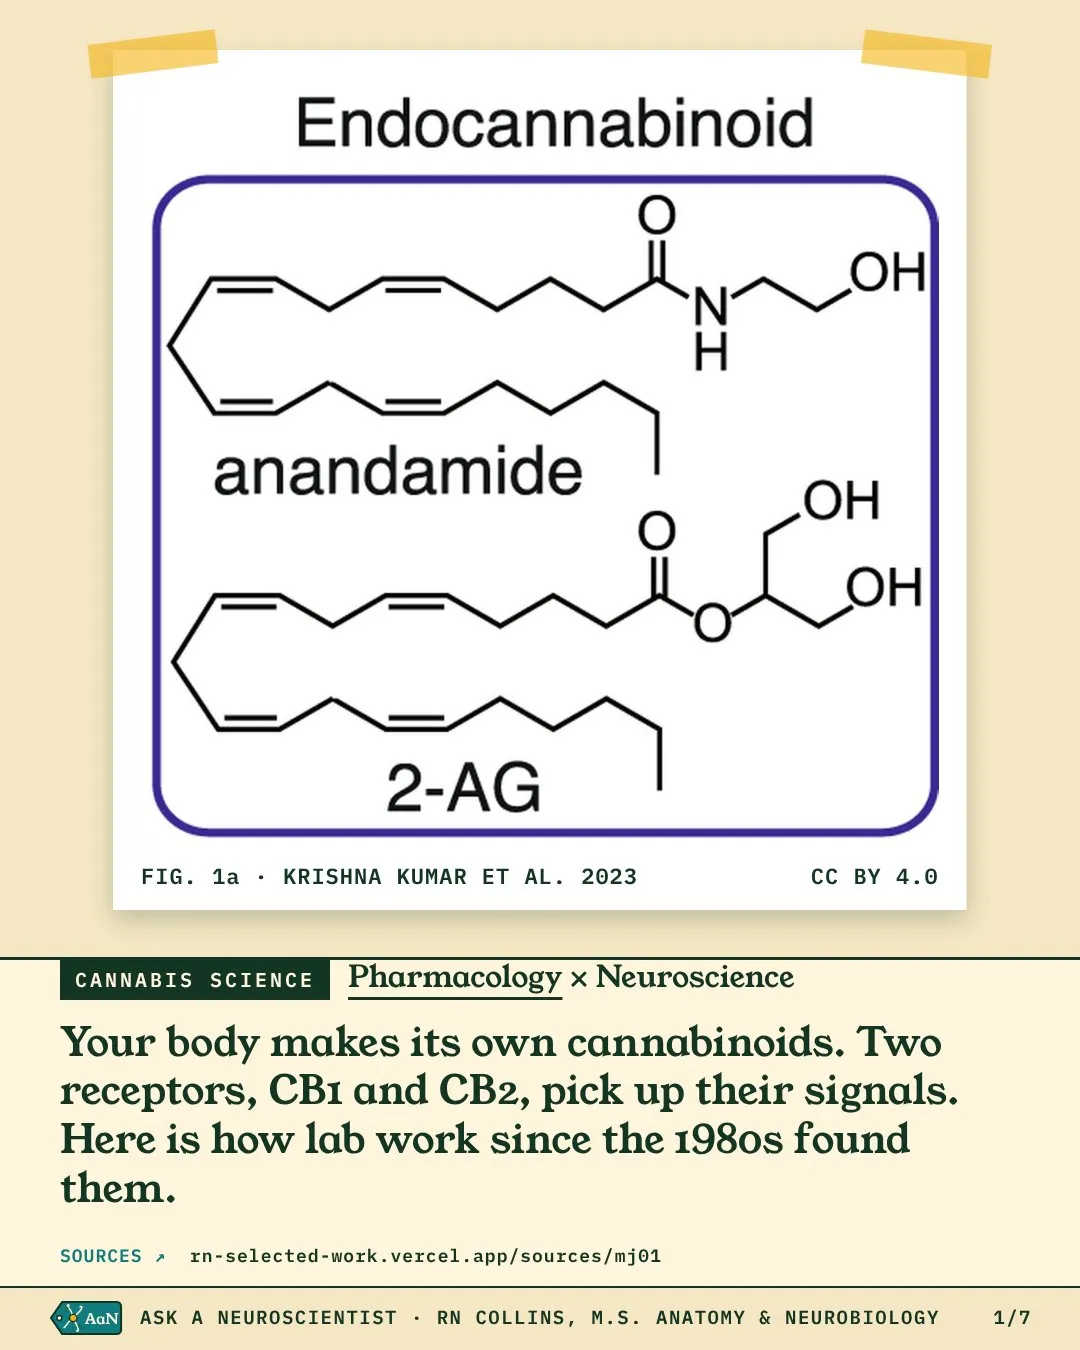 Endocannabinoid
O
OH
N
H
anandamide
OH
O
OH
O
2-AG
FIG. 1a · KRISHNA KUMAR ET AL. 2023 CC BY 4.0
CANNABIS SCIENCE Pharmacology × Neuroscience
Your body makes its own cannabinoids. Two
receptors, CB1 and CB2, pick up their signals.
Here is how lab work since the 1980s found
them.
SOURCES ↗ rn-selected-work.vercel.app/sources/mj01
AaN ASK A NEUROSCIENTIST · RN COLLINS, M.S. ANATOMY & NEUROBIOLOGY 1/7